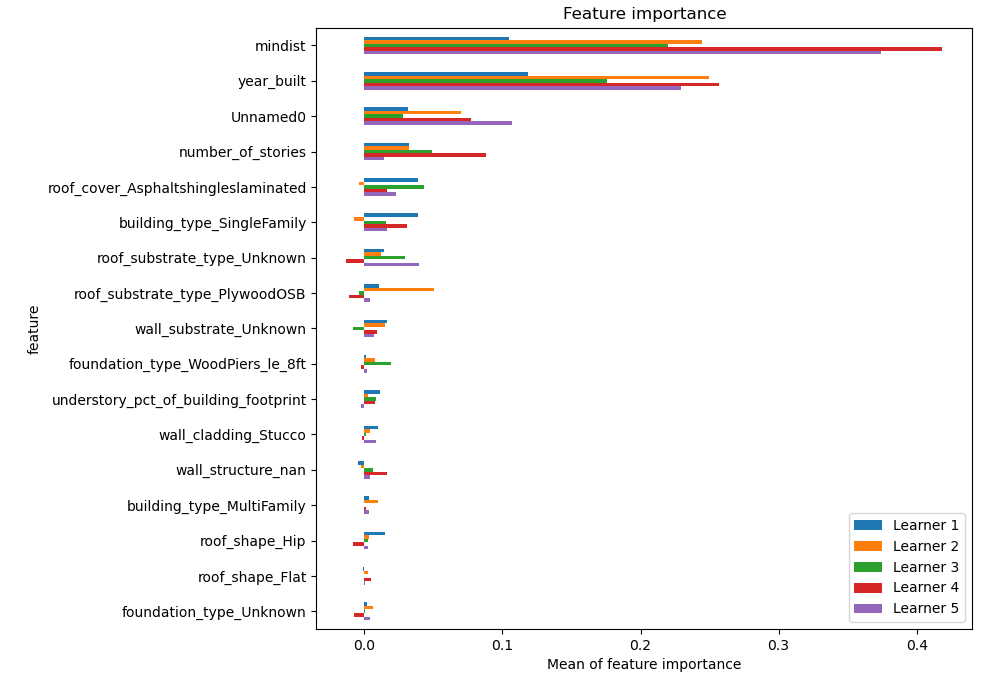 Feature importance
mindist
year_built
Unnamed0
number_of_stories
roof_cover_Asphaltshingleslaminated
building_type_SingleFamily
roof_substrate_type_Unknown
roof_substrate_type_PlywoodOSB
wall_substrate_Unknown
foundation_type_WoodPiers_le_8ft
understory_pct_of_building_footprint
wall_cladding_Stucco
wall_structure_nan
building_type_MultiFamily
roof_shape_Hip
roof_shape_Flat
foundation_type_Unknown
feature
Learner 1
Learner 2
Learner 3
Learner 4
Learner 5
0.0 0.1 0.2 0.3 0.4
Mean of feature importance